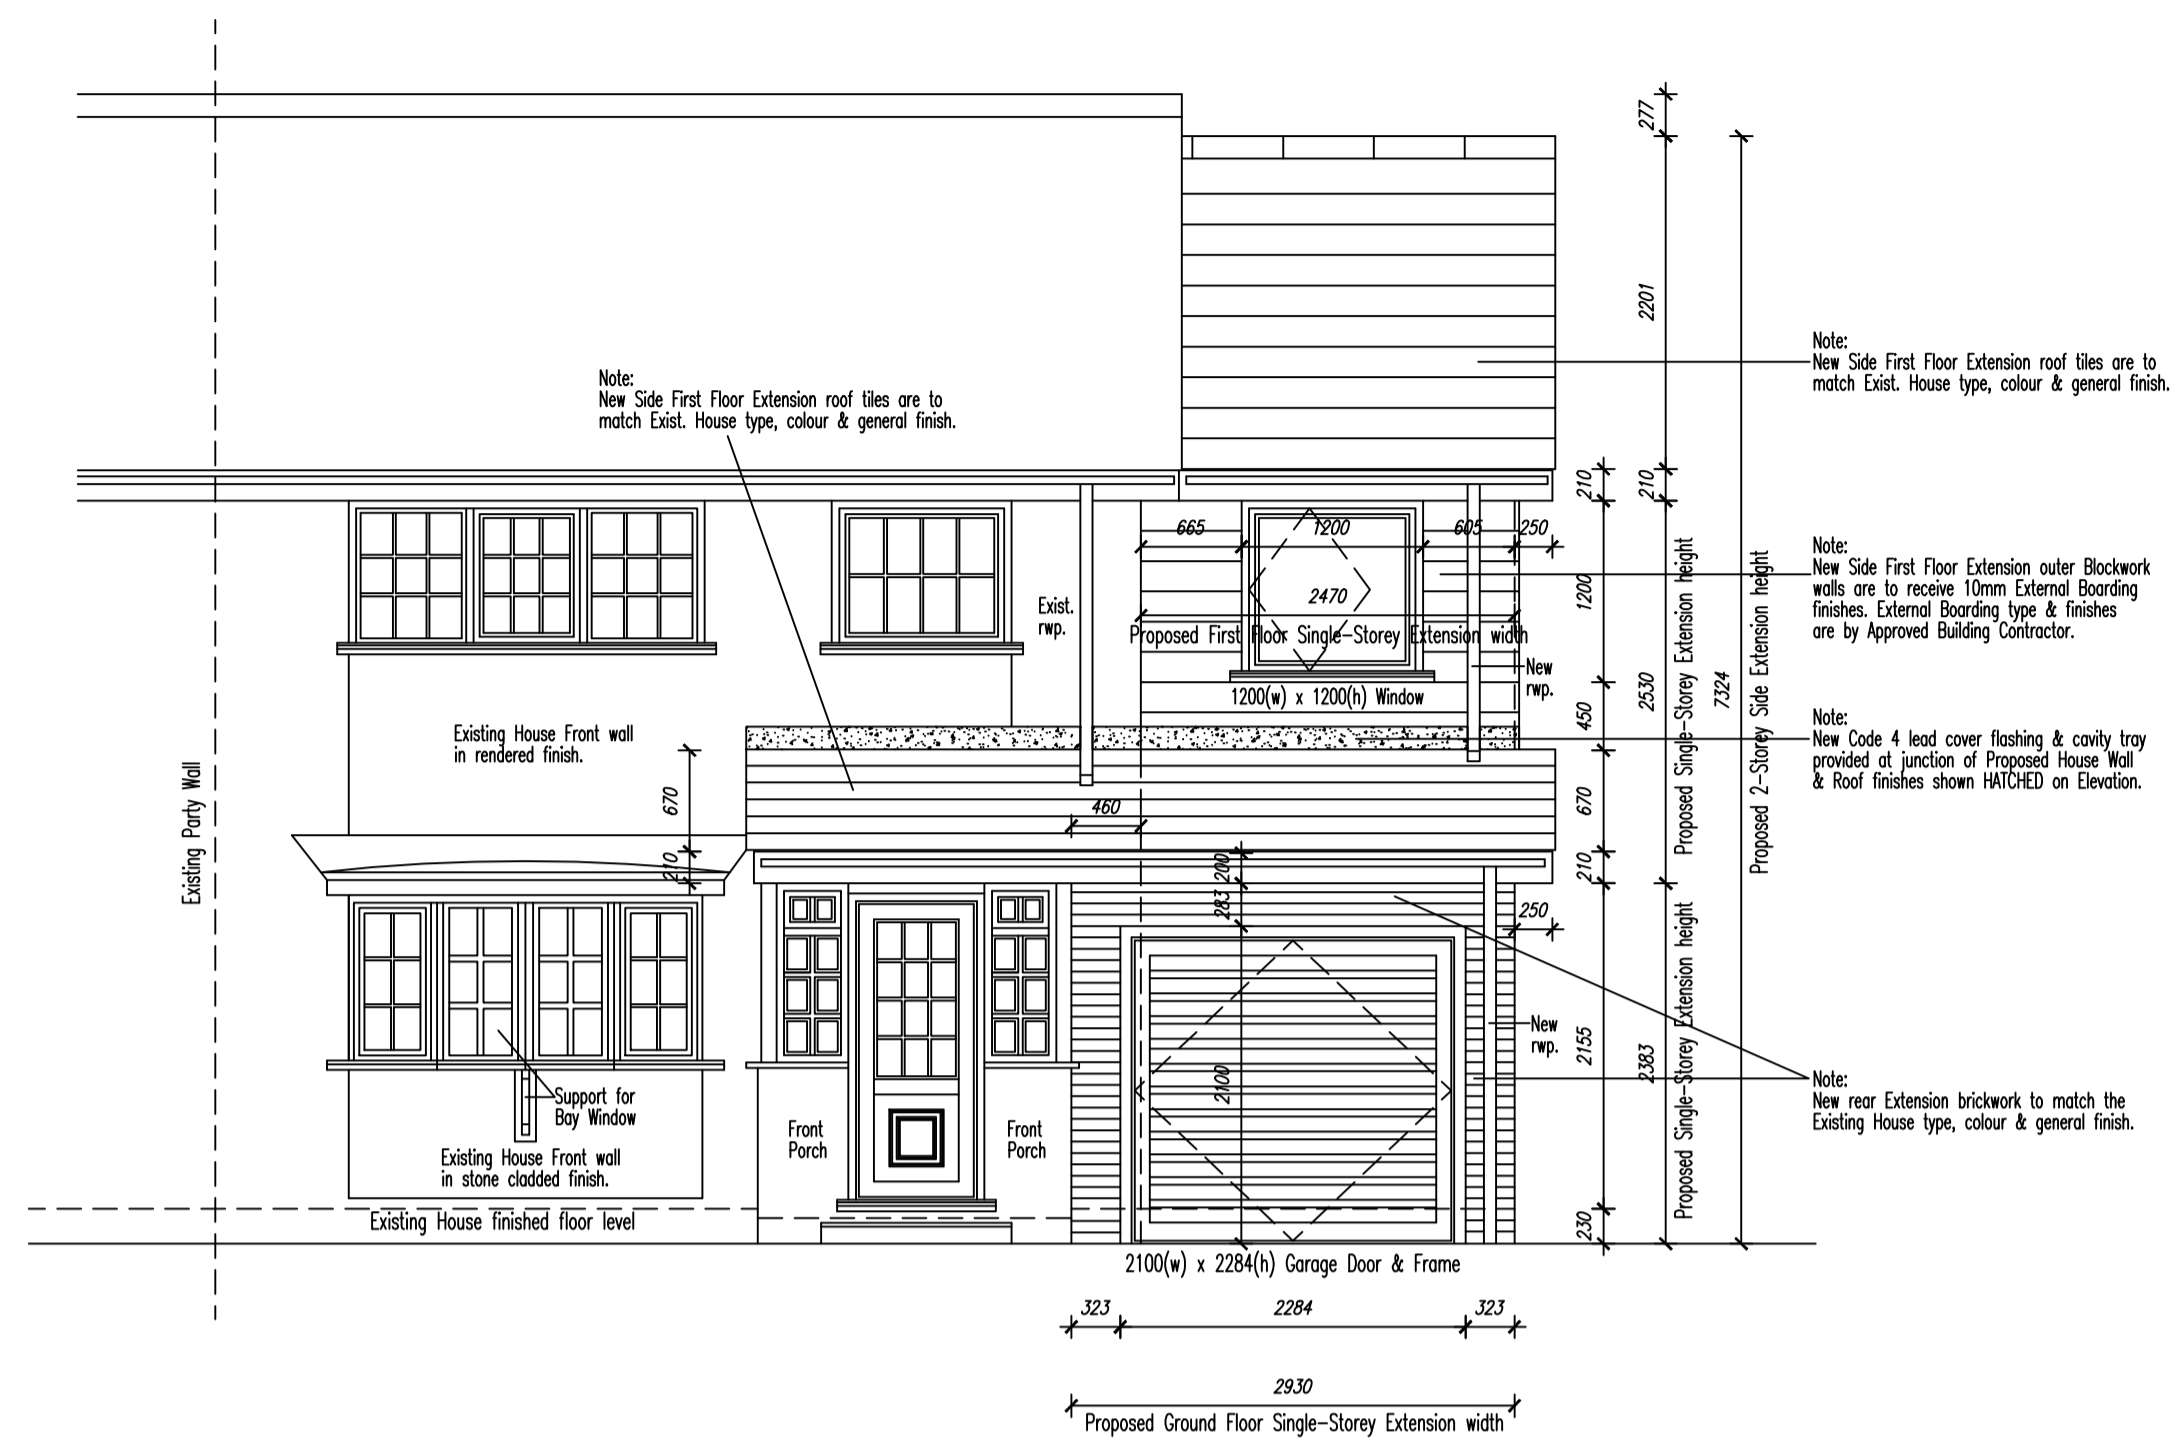 277
2201
Note:
New Side First Floor Extension roof tiles are to
match Exist. House type, colour & general finish.
Note:
New Side First Floor Extension roof tiles are to
match Exist. House type, colour & general finish.
210
210
665
1200
605
250
2470
Proposed First Floor Single-Storey Extension width
1200(w) x 1200(h) Window
Exist.
rwp.
New
rwp.
1200
450
2530
Proposed Single-Storey Extension height
7324
Proposed 2-Storey Side Extension height
Note:
New Side First Floor Extension outer Blockwork
walls are to receive 10mm External Boarding
finishes. External Boarding type & finishes
are by Approved Building Contractor.
Note:
New Code 4 lead cover flashing & cavity tray
provided at junction of Proposed House Wall
& Roof finishes shown HATCHED on Elevation.
Existing House Front wall
in rendered finish.
Existing Party Wall
670
210
460
670
210
200
283
250
2100
New
rwp.
2155
2383
230
Proposed Single-Storey Extension height
Note:
New rear Extension brickwork to match the
Existing House type, colour & general finish.
Support for
Bay Window
Front
Porch
Front
Porch
Existing House Front wall
in stone cladded finish.
Existing House finished floor level
2100(w) x 2284(h) Garage Door & Frame
323
2284
323
2930
Proposed Ground Floor Single-Storey Extension width